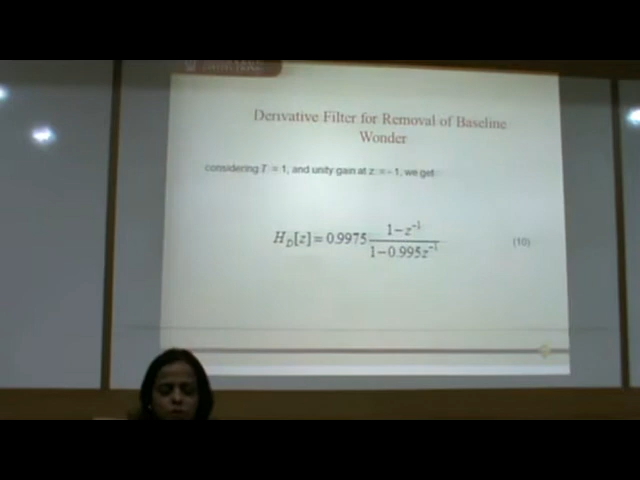 Derivative Filter for Removal of Baseline
Wonder
considering T = 1, and unity gain at z = - 1, we get
H_D[z] = 0.9975 \frac{1-z^{-1}}{1-0.995z^{-1}} (10)